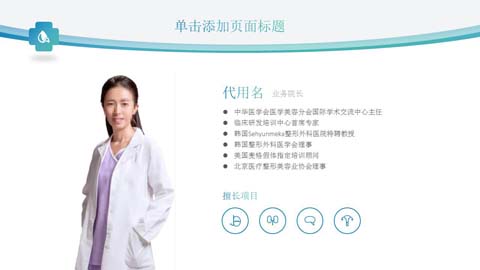 单击添加页面标题
代用名 业务院长
● 中华医学会医学美容分会国际学术交流中心主任
● 临床研发培训中心首席专家
● 韩国Sehyunmeka整形外科医院特聘教授
● 韩国整形外科医学会理事
● 美国麦格假体指定培训顾问
● 北京医疗整形美容业协会理事
擅长项目